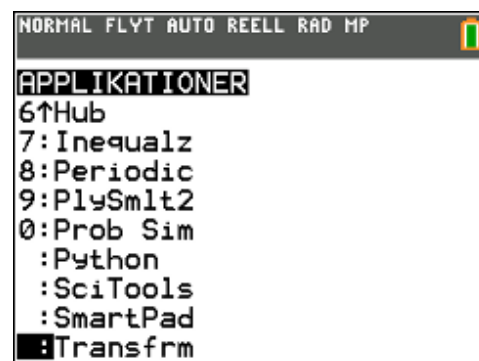 NORMAL FLYT AUTO REELL RAD MP
APPLIKATIONER
6↑Hub
7:Inequalz
8:Periodic
9:PlySmlt2
0:Prob Sim
:Python
:SciTools
:SmartPad
:Transfrm